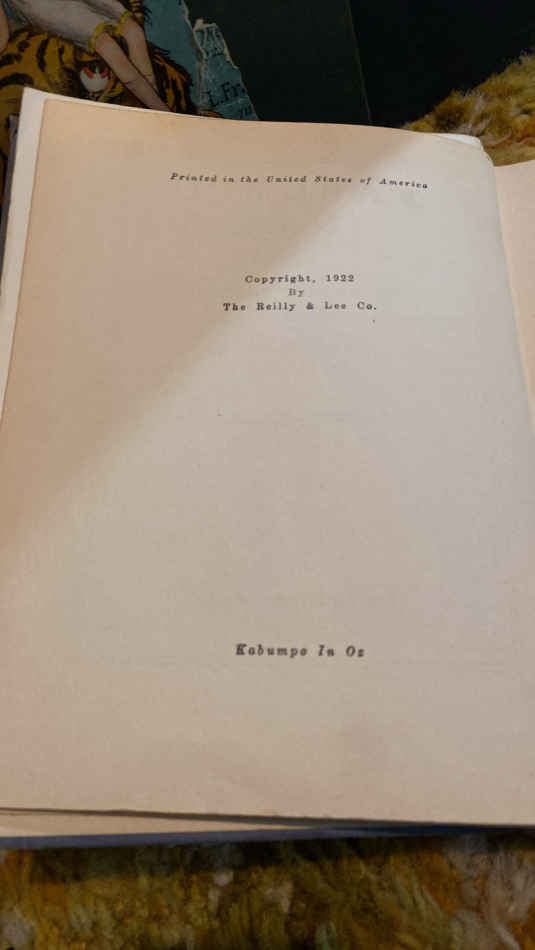 Printed in the United States of America
Copyright, 1922
By
The Reilly & Lee Co.
Kabumpo In Oz